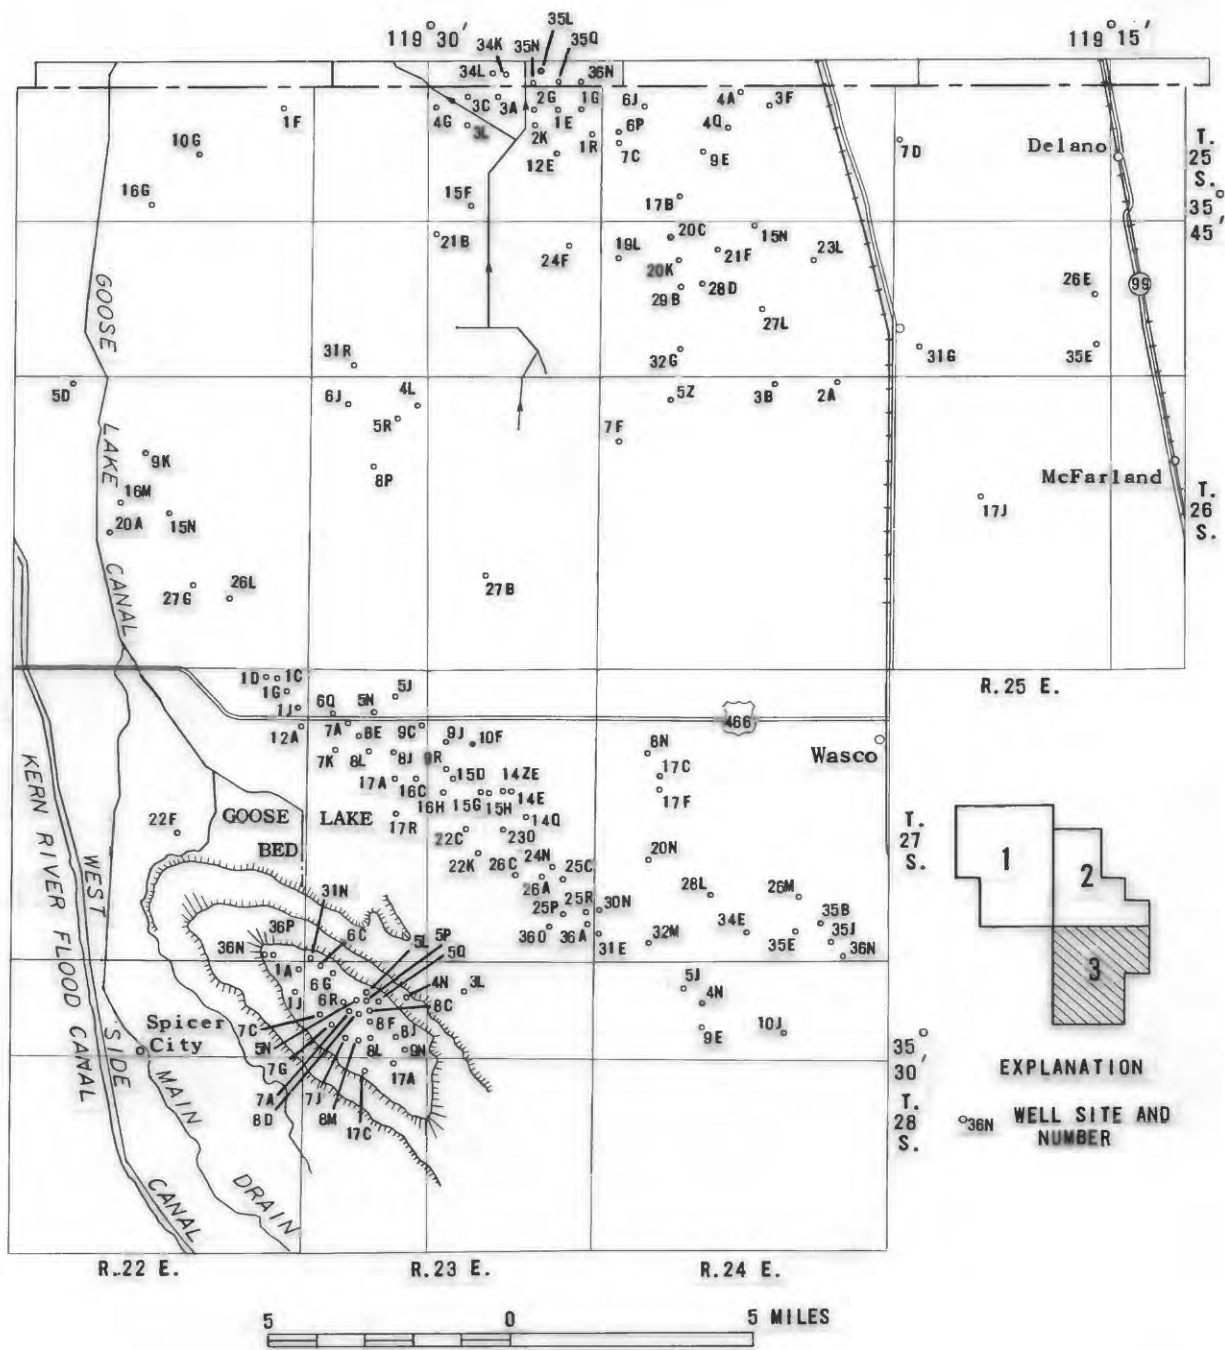 119° 30'
119° 15'
35L
34K 35N 35Q
34L 36N
3C 3A 2G 1G 6J 4A 3F
1F 4G 3L 1E 6P 4Q
10G 2K 1R 7C 9E 7D Delano
12E
T. 25 S.
16G 15F 17B
35° 45'
21B 24F 19L 20C 15N 23L
20K 21F
29B 28D 26E
99
27L
31R 32G 31G 35E
5D 6J 4L 5Z 3B 2A
5R 7F
GOOSE LAKE CANAL
9K 8P McFarland
16M 17J
20A 15N
T. 26 S.
27G 26L 27B
1D 1C 5J R.25 E.
1G 6Q 5N
1J
12A 7A 8E 9C 9J 10F 466
7K 8L 8J 9R 8N Wasco
17A 16C 15D 14ZE 17C
16H 15G 15H 14E 17F
22F GOOSE LAKE 17R 14Q
BED 22C 23O
22K 26C 24N 25C 20N
T. 27 S.
26A 28L 26M
31N 25P 25R 30N
36P 6C 5L 5P 36O 36A 31E 32M 34E 35B
36N 5Q 35E 35J
36N
1A 6G 4N 3L 5J
1J 6R 8C 4N
7C 8F 8J 9E 10J
Spicer City
5N 8L 9N
7G 17A
7A 7J
8D 8M
17C
35° 30'
T. 28 S.
KERN RIVER FLOOD CANAL
WEST SIDE CANAL
MAIN DRAIN
1
2
3
EXPLANATION
36N WELL SITE AND
NUMBER
R.22 E. R.23 E. R.24 E.
5 0 5 MILES